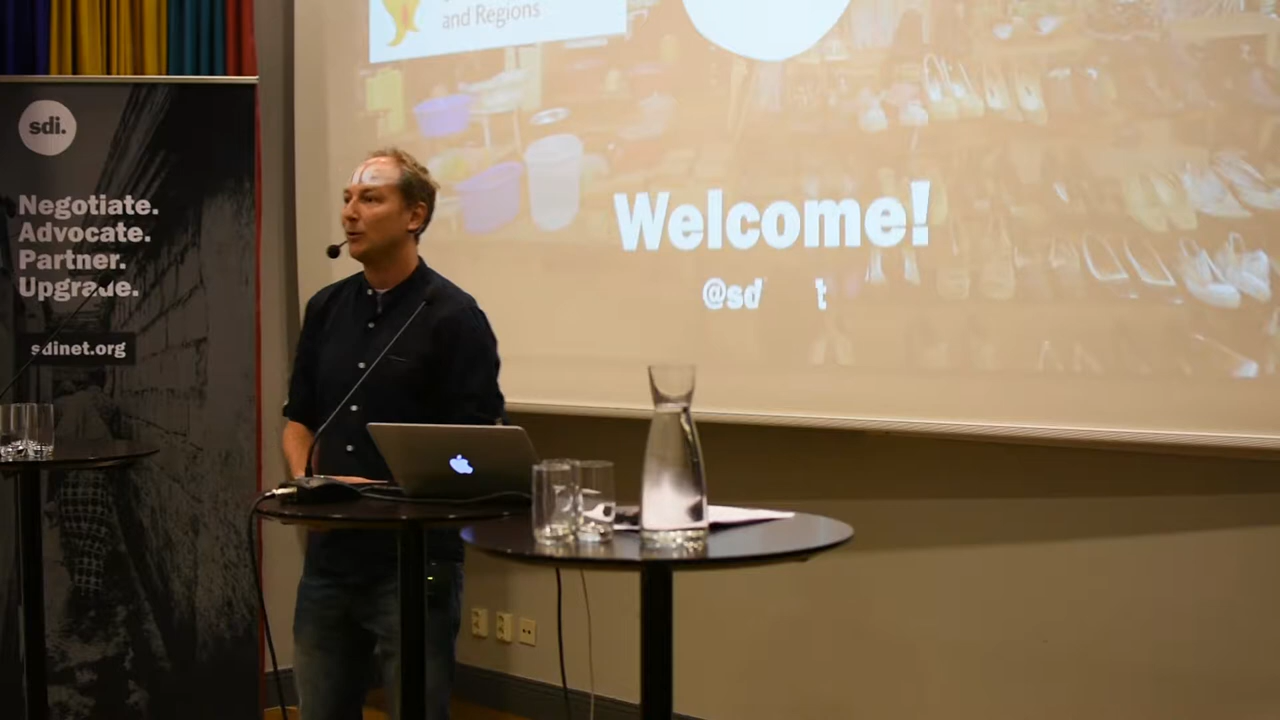 sdi.
Negotiate.
Advocate.
Partner.
Upgrade.
sdinet.org
and Regions
Welcome!